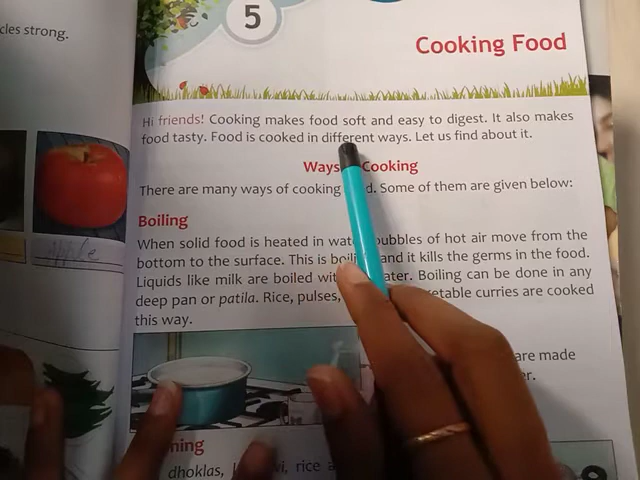 cles strong.
5
Cooking Food
Hi friends! Cooking makes food soft and easy to digest. It also makes
food tasty. Food is cooked in different ways. Let us find about it.
Ways Cooking
There are many ways of cooking d. Some of them are given below:
Boiling
When solid food is heated in wate bubbles of hot air move from the
bottom to the surface. This is boili and it kills the germs in the food.
Liquids like milk are boiled wit ater. Boiling can be done in any
deep pan or patila. Rice, pulses, etable curries are cooked
this way.
Apple
are made
er.
ning
dhoklas, vi, rice